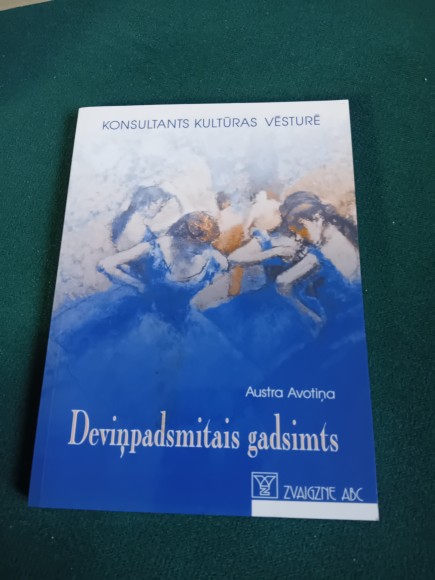 KONSULTANTS KULTŪRAS VĒSTURĒ
Austra Avotiņa
Deviņpadsmitais gadsimts
ZVAIGZNE ABC